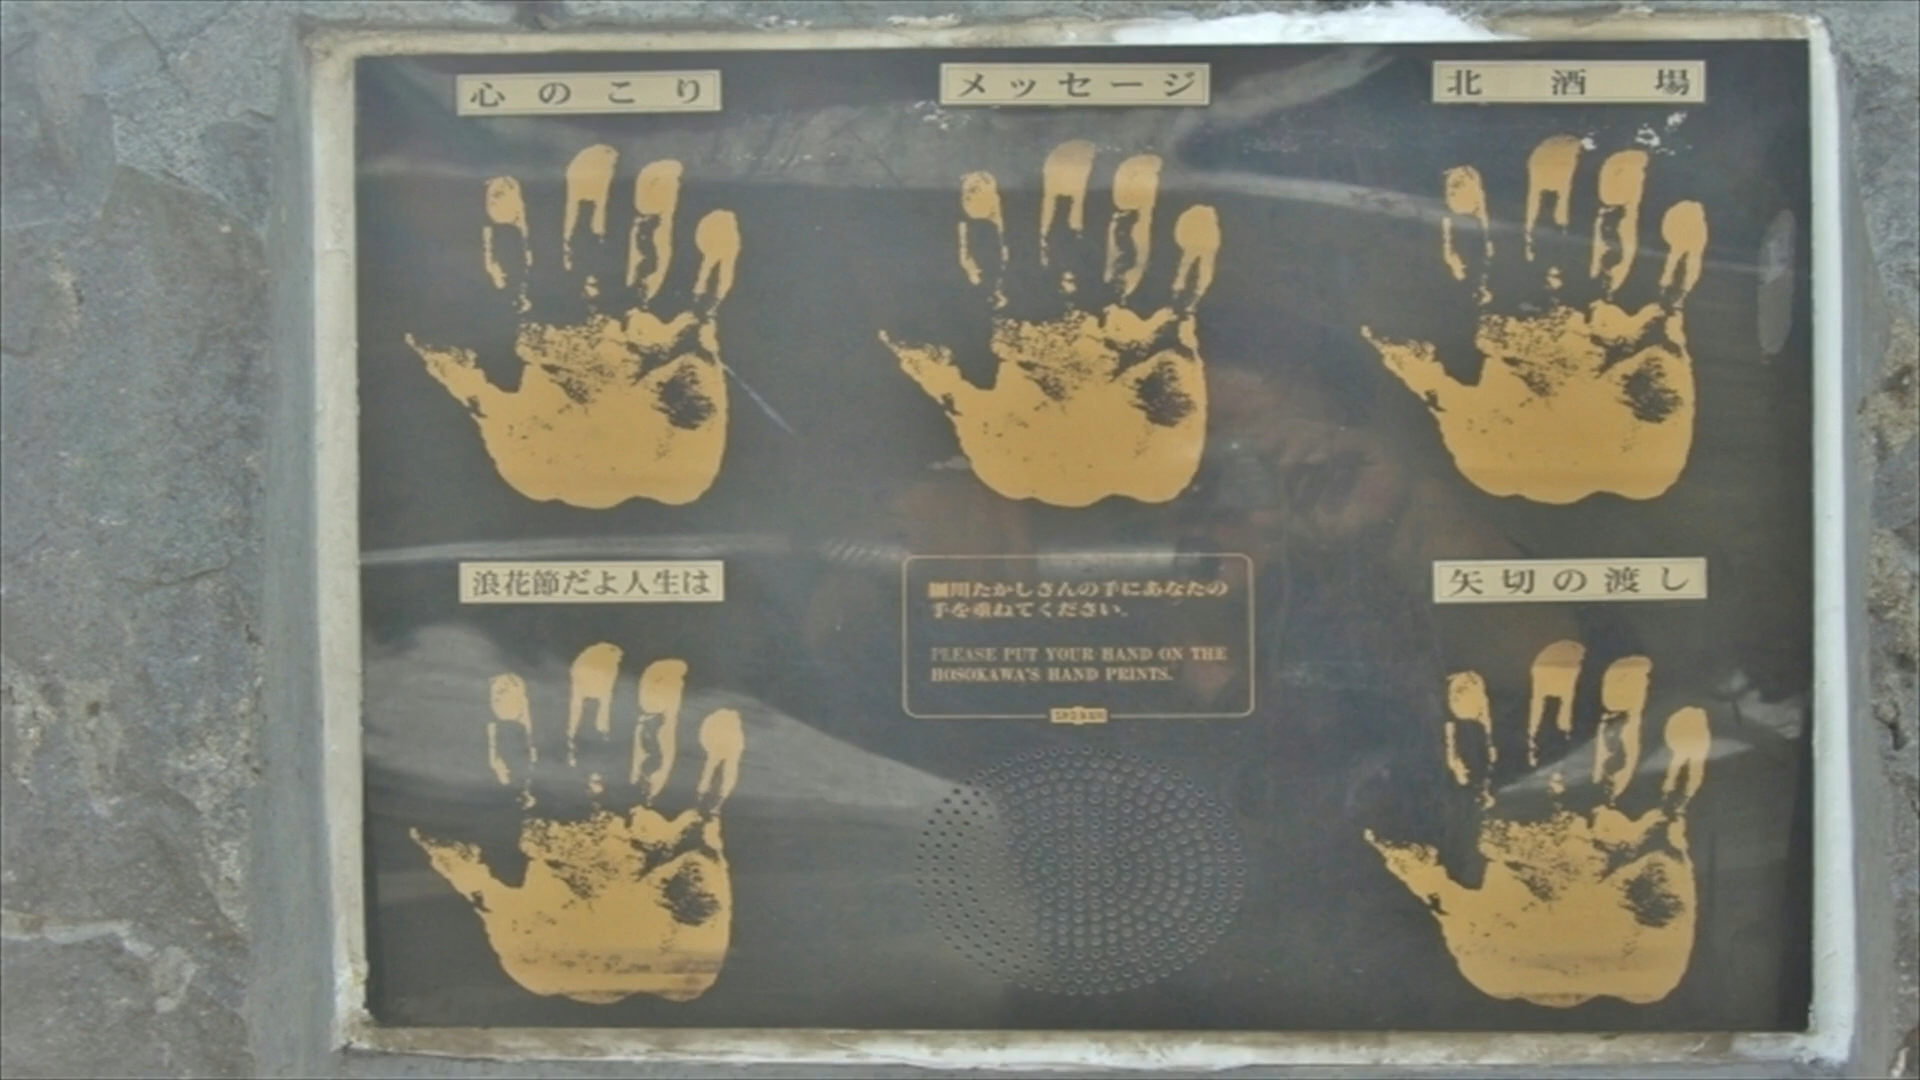 心のこり
メッセージ
北酒場
浪花節だよ人生は
細川たかしさんの手にあなたの
手を重ねてください。
PLEASE PUT YOUR HAND ON THE
HOSOKAWA'S HAND PRINTS.
矢切の渡し